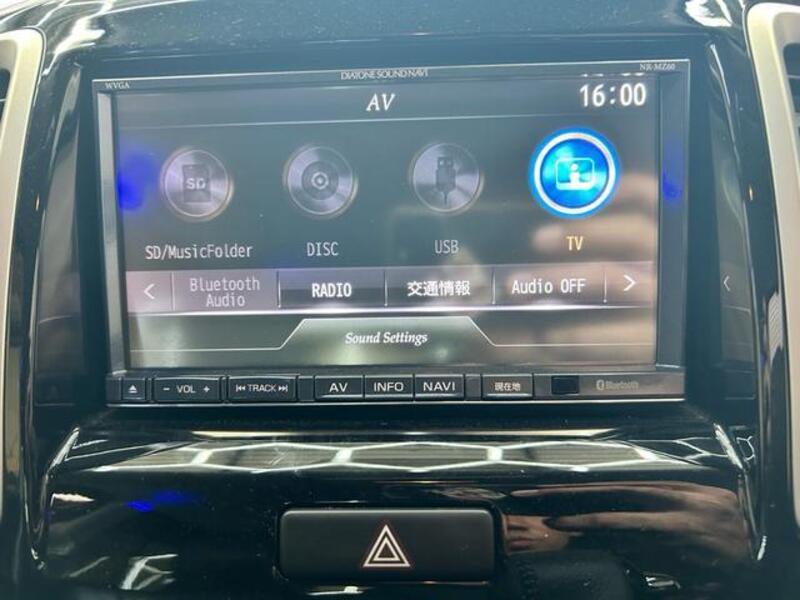 DIATONE SOUND NAVI
NR-MZ60
WVGA
AV
16:00
SD
SD/MusicFolder
DISC
USB
TV
< Bluetooth Audio
RADIO
交通情報
Audio OFF >
Sound Settings
− VOL +
TRACK
AV
INFO
NAVI
現在地
Bluetooth